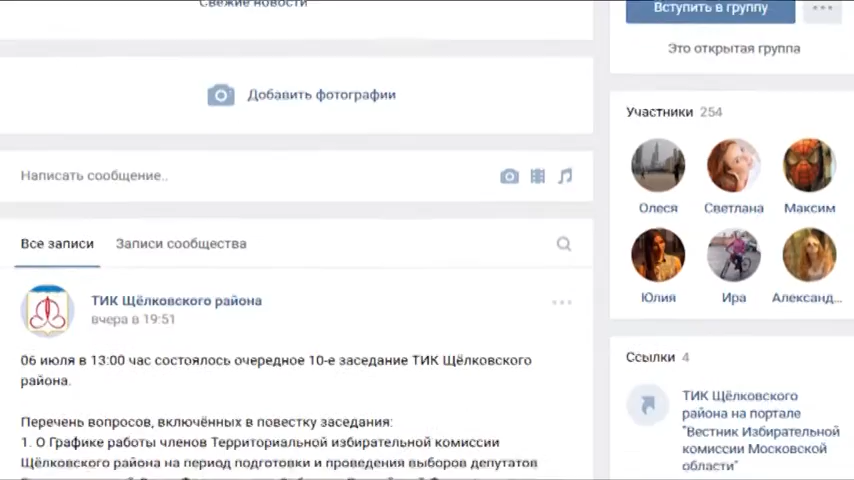 Свежие новости
Вступить в группу
Это открытая группа
Добавить фотографии
Участники 254
Написать сообщение..
Олеся Светлана Максим
Все записи Записи сообщества
Юлия Ира Александ...
ТИК Щёлковского района
вчера в 19:51
06 июля в 13:00 час состоялось очередное 10-е заседание ТИК Щёлковского
района.
Перечень вопросов, включённых в повестку заседания:
1. О Графике работы членов Территориальной избирательной комиссии
Щёлковского района на период подготовки и проведения выборов депутатов
Ссылки 4
ТИК Щёлковского
района на портале
"Вестник Избирательной
комиссии Московской
области"